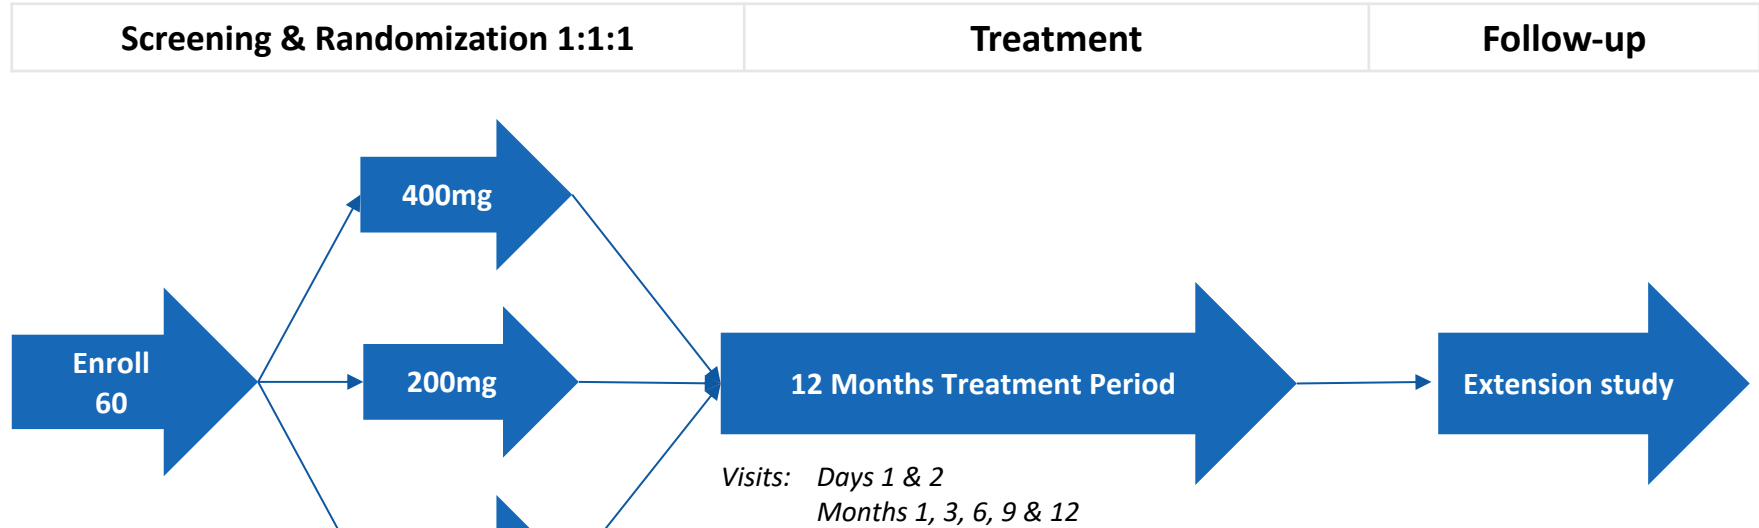 Screening & Randomization 1:1:1
Treatment
Follow-up
400mg
Enroll
60
200mg
12 Months Treatment Period
Extension study
Visits: Days 1 & 2
Months 1, 3, 6, 9 & 12